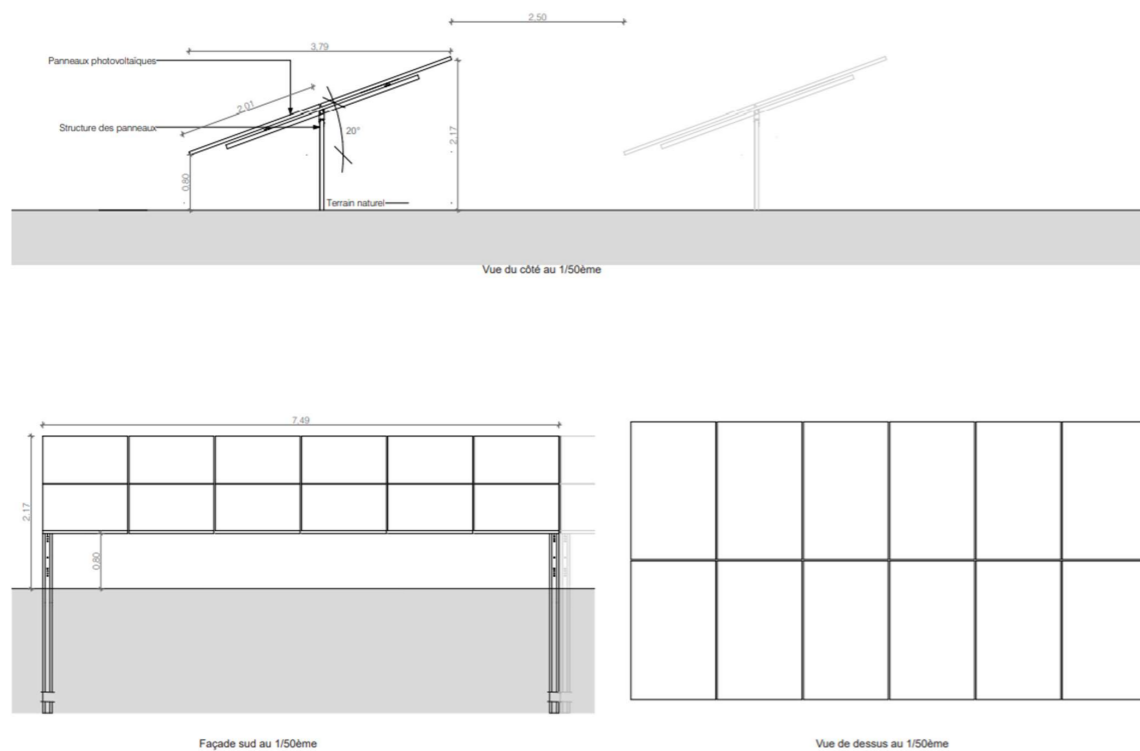 2.50
3.79
Panneaux photovoltaïques
2.01
Structure des panneaux
20°
2.17
0.80
Terrain naturel
Vue du côté au 1/50ème
7.49
2.17
0.80
Façade sud au 1/50ème
Vue de dessus au 1/50ème